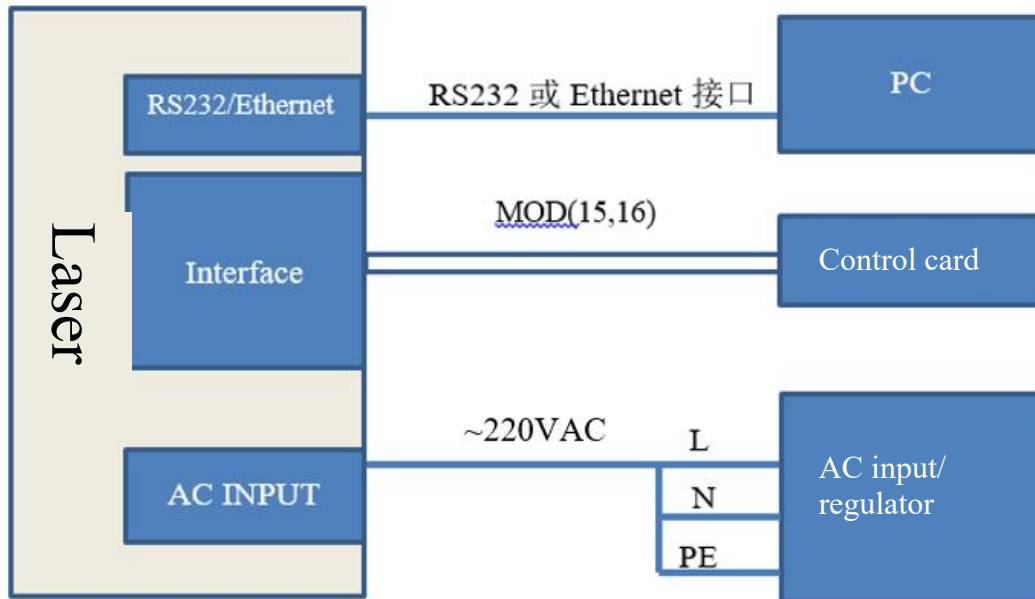 Laser
RS232/Ethernet
RS232 或 Ethernet 接口
PC
Interface
MOD(15,16)
Control card
AC INPUT
~220VAC
L
N
PE
AC input/
regulator